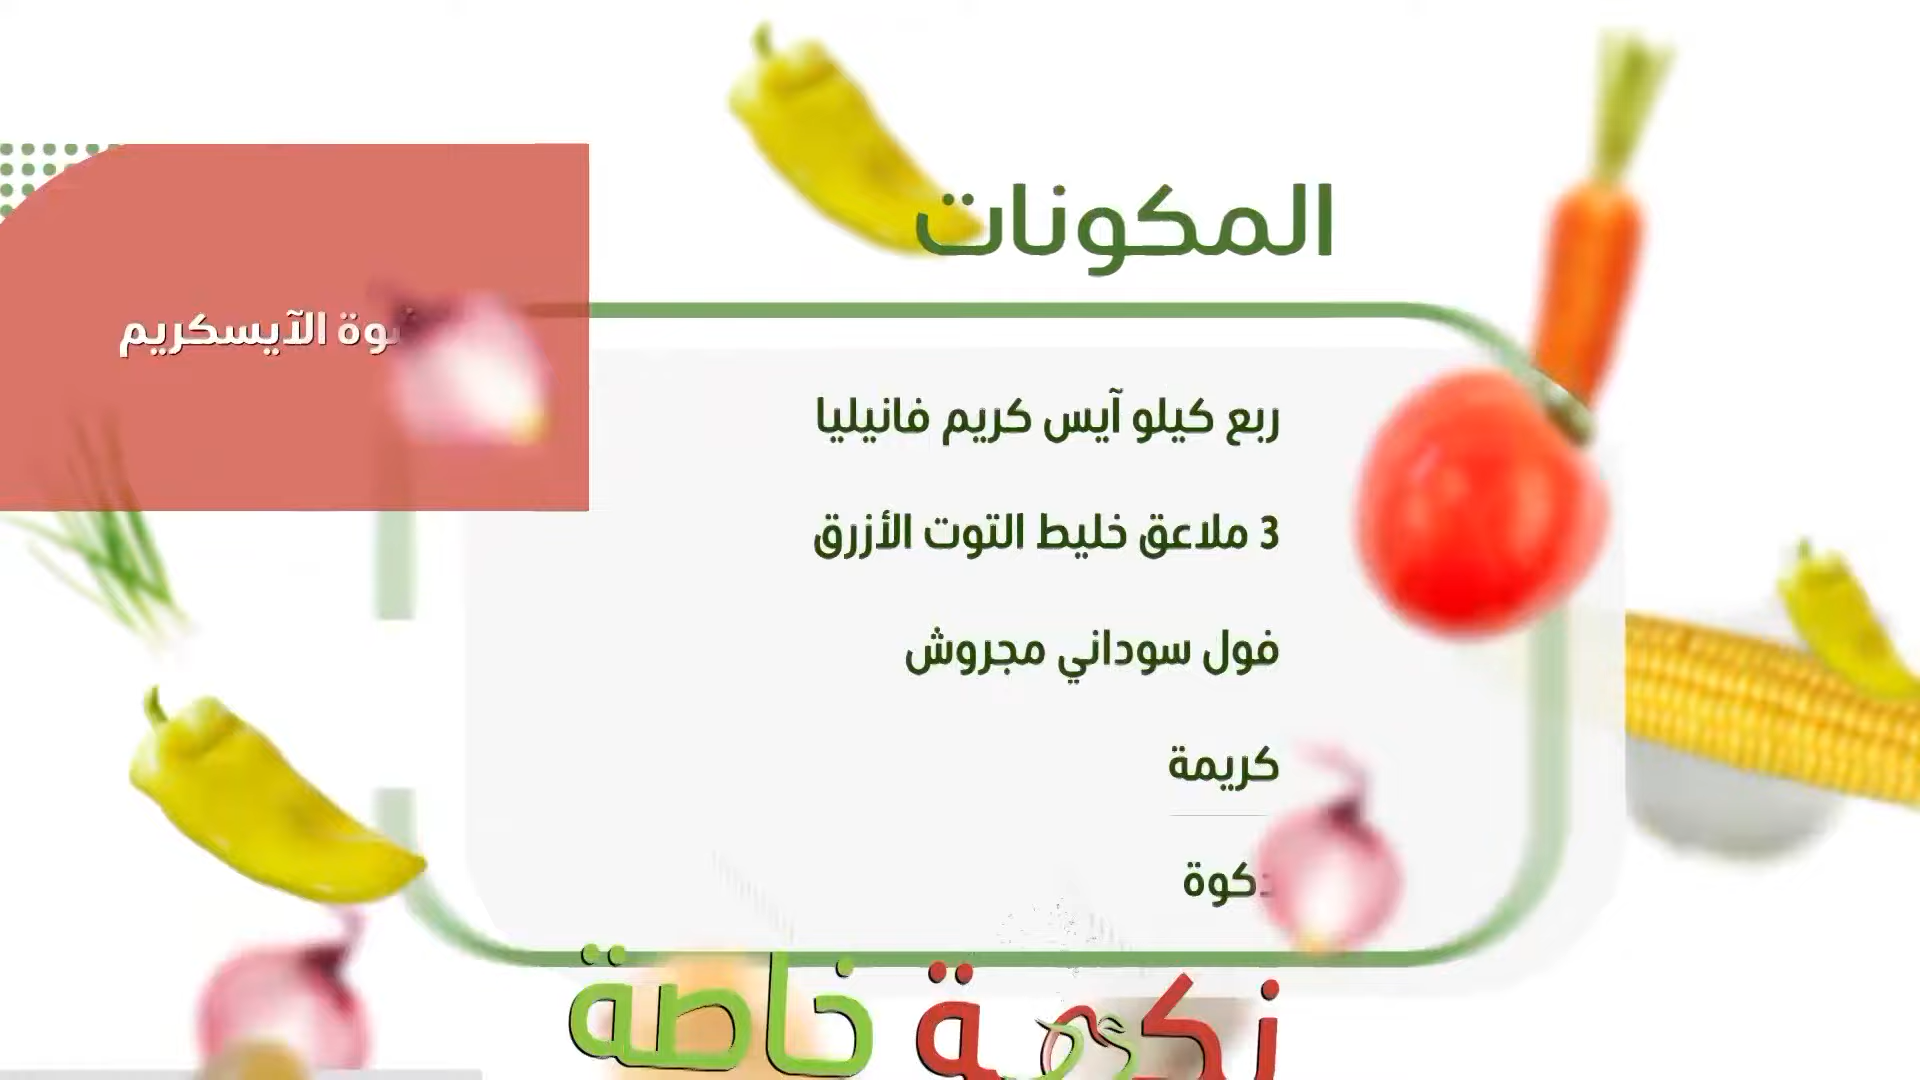 المكونات
الآيسكريم
ربع كيلو آيس كريم فانيليا
3 ملاعق خليط التوت الأزرق
فول سوداني مجروش
كريمة
خاصة